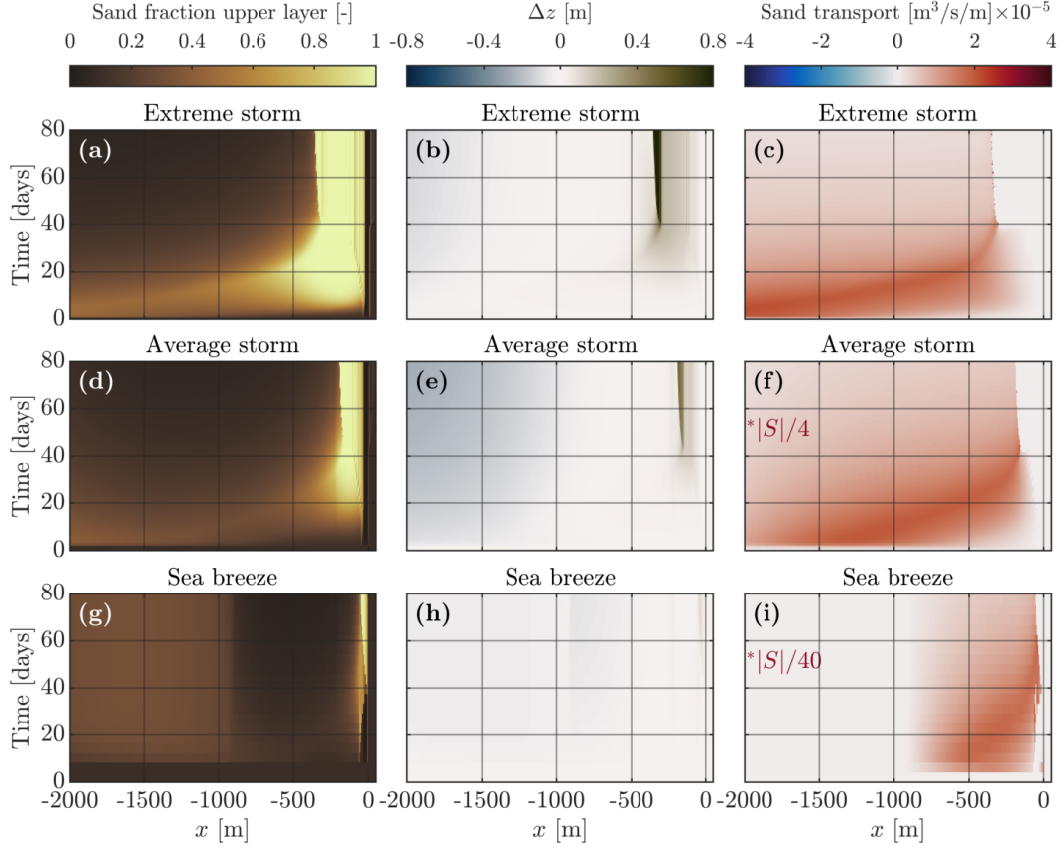 Sand fraction upper layer [-]
Δz [m]
Sand transport [m³/s/m]×10⁻⁵
0 0.2 0.4 0.6 0.8 1
-0.8 -0.4 0 0.4 0.8
-4 -2 0 2 4
Extreme storm
Extreme storm
Extreme storm
(a)
(b)
(c)
Time [days]
80
60
40
20
0
Average storm
Average storm
Average storm
(d)
(e)
(f)
*|S|/4
Time [days]
80
60
40
20
0
Sea breeze
Sea breeze
Sea breeze
(g)
(h)
(i)
*|S|/40
Time [days]
80
60
40
20
0
-2000 -1500 -1000 -500 0
-2000 -1500 -1000 -500 0
-2000 -1500 -1000 -500 0
x [m]
x [m]
x [m]